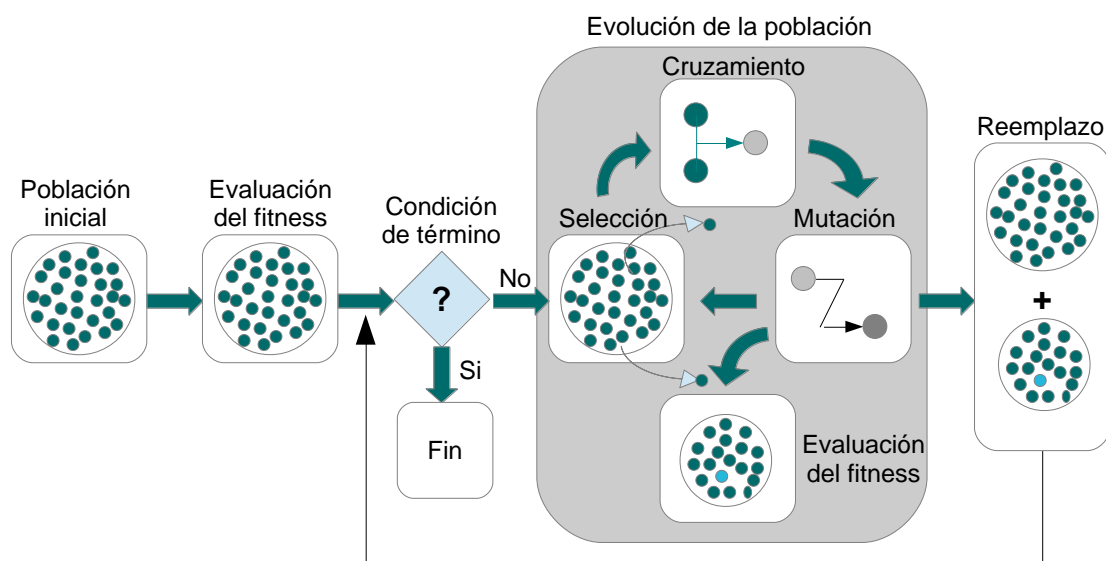 Evolución de la población
Cruzamiento
Reemplazo
Población
inicial
Evaluación
del fitness
Condición
de término
Selección
Mutación
?
No
+
Si
Fin
Evaluación
del fitness